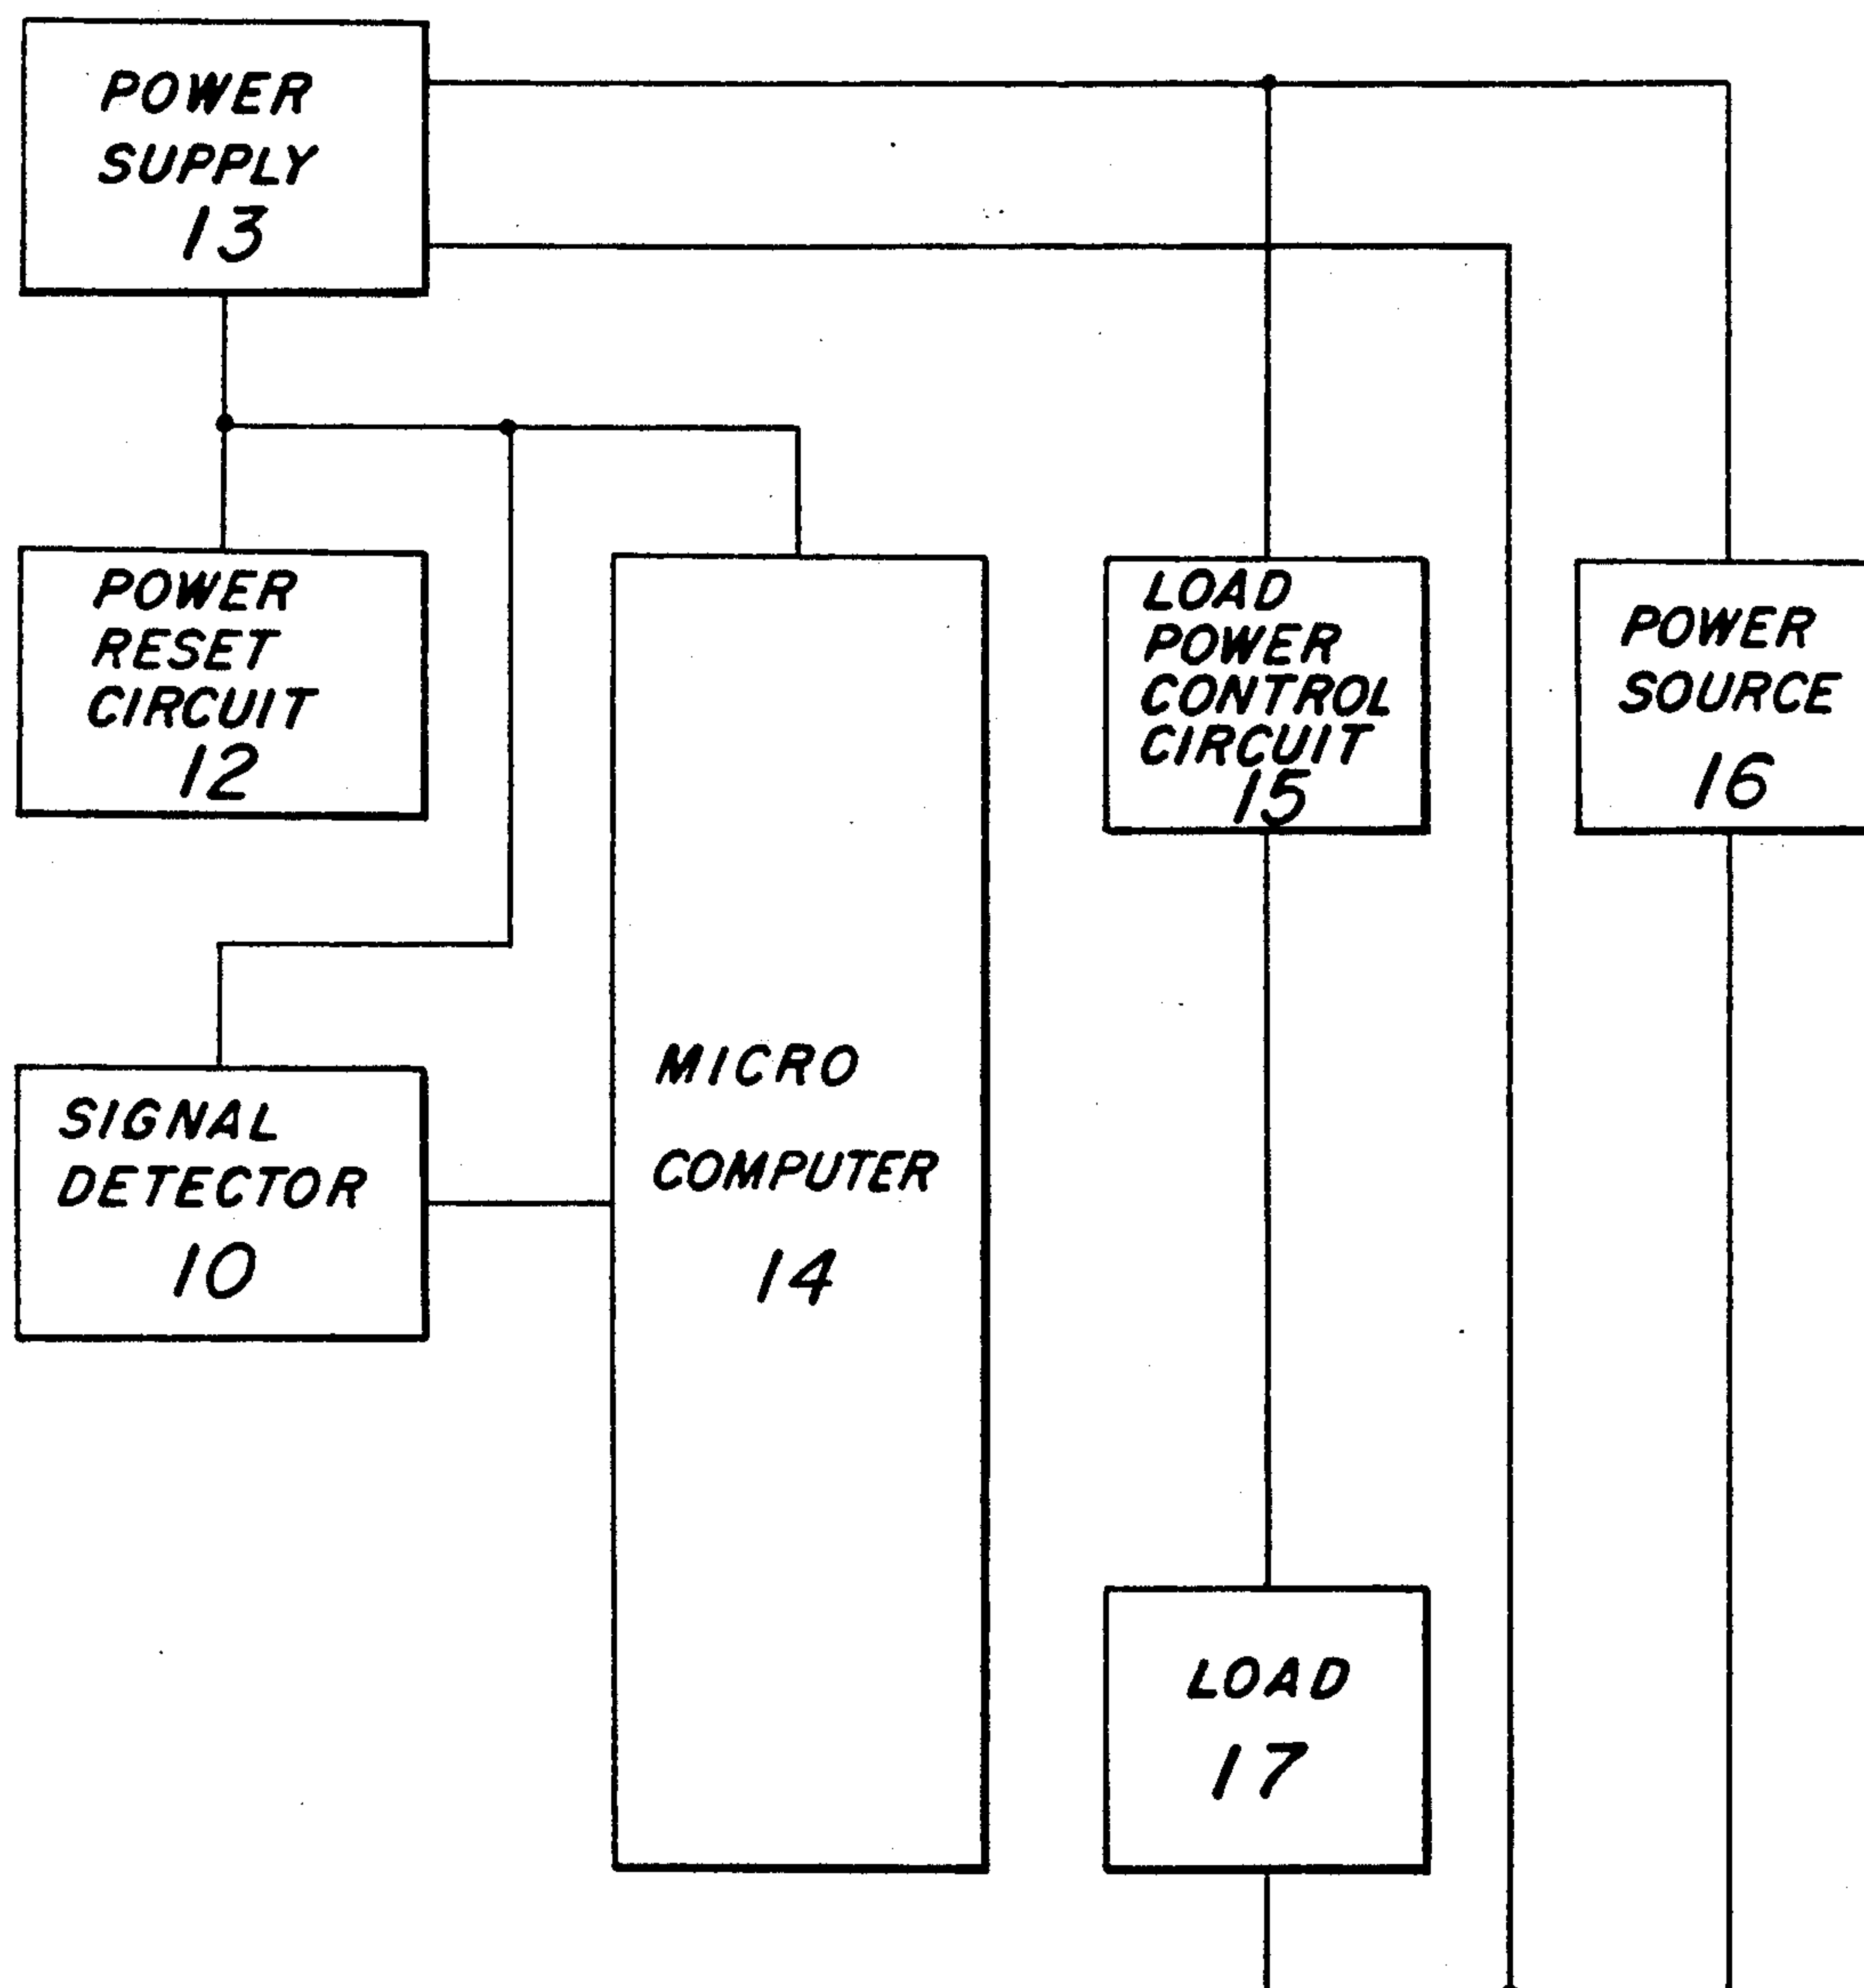 POWER
SUPPLY
13
POWER
RESET
CIRCUIT
12
LOAD
POWER
CONTROL
CIRCUIT
15
POWER
SOURCE
16
SIGNAL
DETECTOR
10
MICRO
COMPUTER
14
LOAD
17